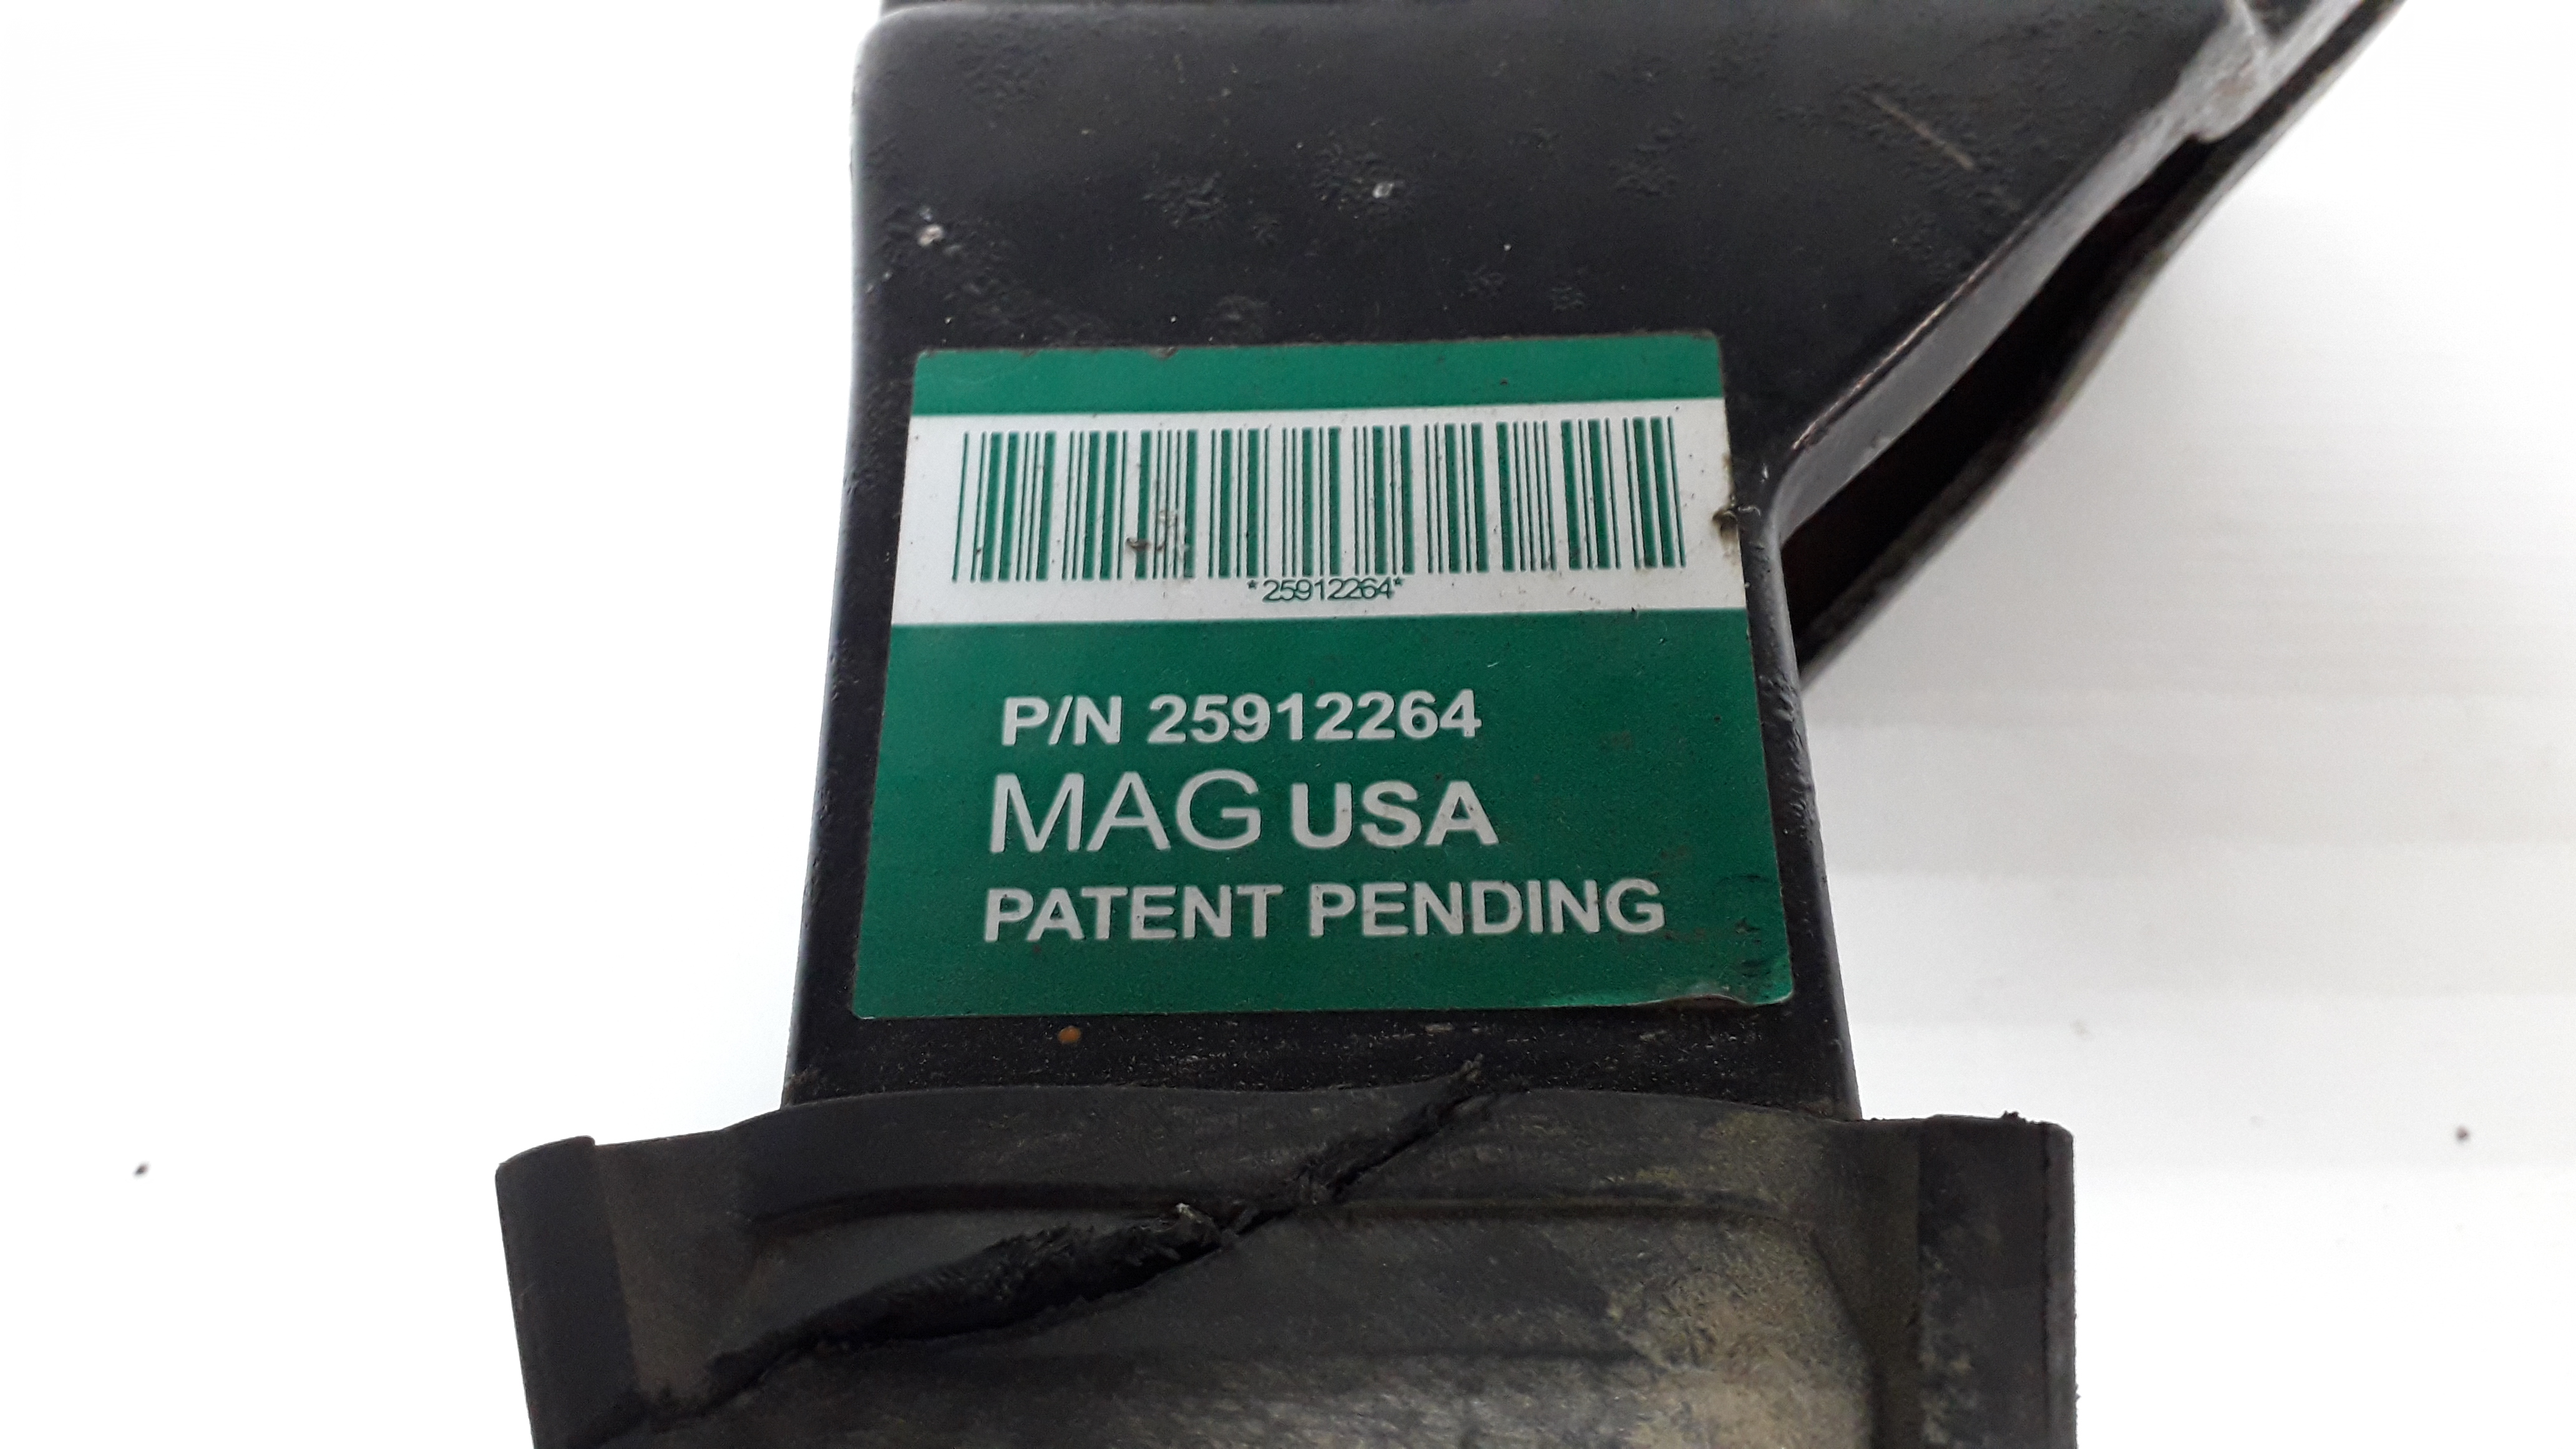 *25912264*
P/N 25912264
MAG USA
PATENT PENDING